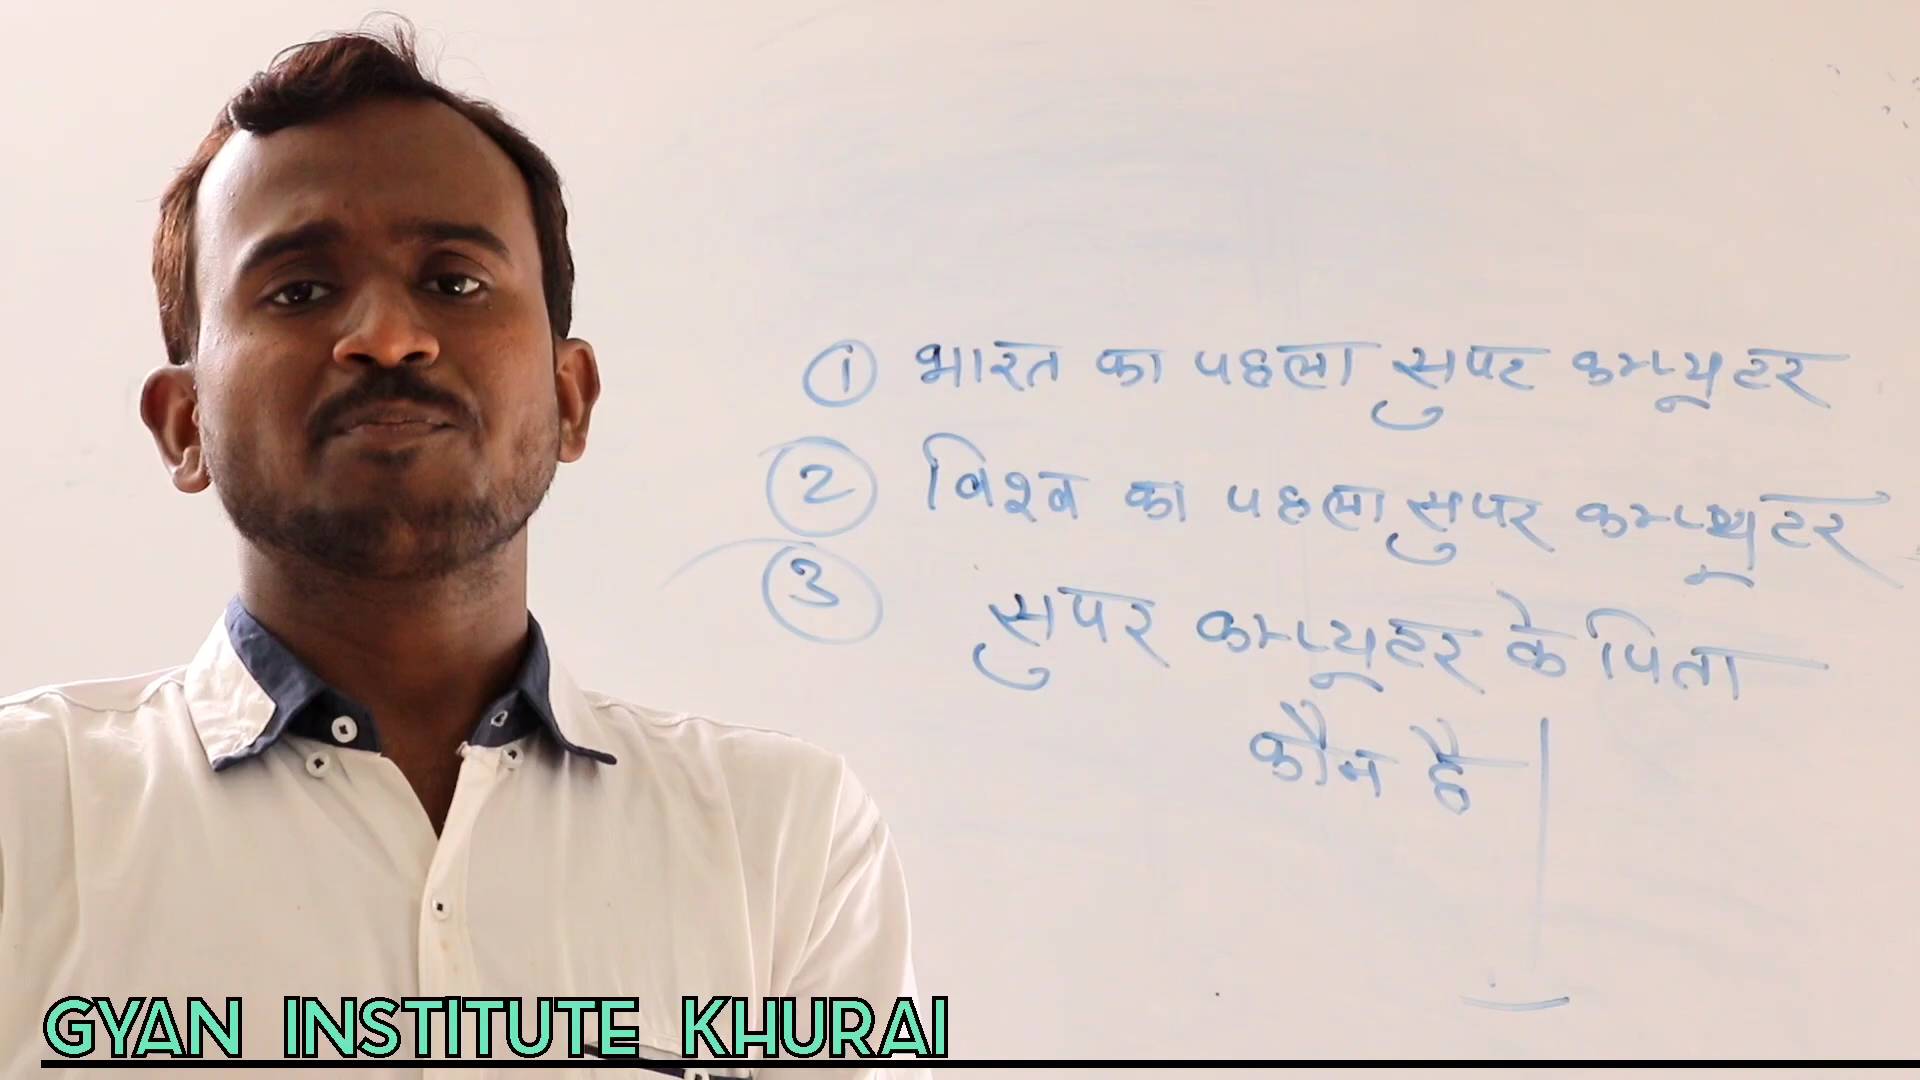 ① भारत का पहला सुपर कम्प्यूटर
② विश्व का पहला सुपर कम्प्यूटर
③ सुपर कम्प्यूटर के पिता
कौन है |
GYAN INSTITUTE KHURAI